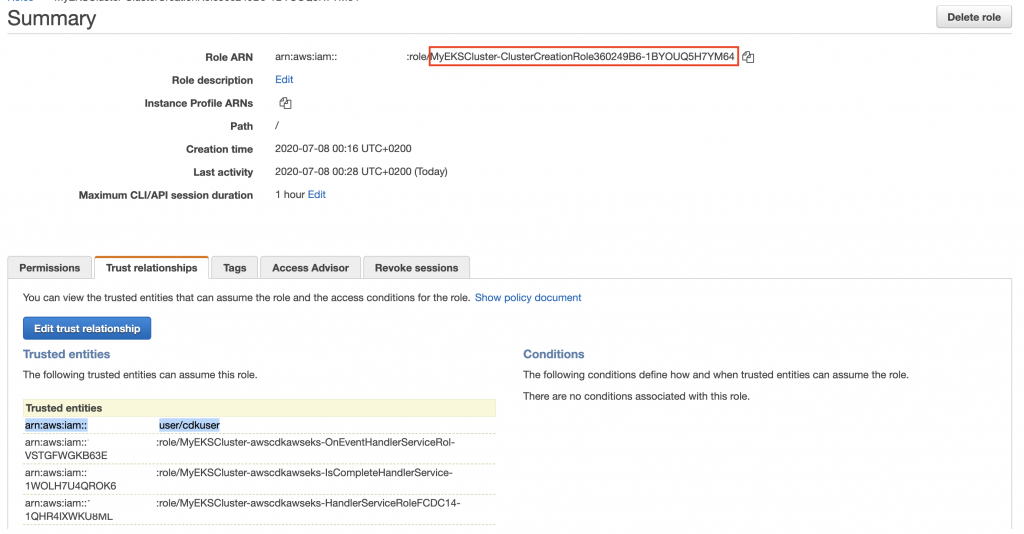 Summary
Delete role
Role ARN arn:aws:iam:: :role/MyEKSCluster-ClusterCreationRole360249B6-1BYOUQ5H7YM64
Role description Edit
Instance Profile ARNs
Path /
Creation time 2020-07-08 00:16 UTC+0200
Last activity 2020-07-08 00:28 UTC+0200 (Today)
Maximum CLI/API session duration 1 hour Edit
Permissions Trust relationships Tags Access Advisor Revoke sessions
You can view the trusted entities that can assume the role and the access conditions for the role. Show policy document
Edit trust relationship
Trusted entities
The following trusted entities can assume this role.
Trusted entities
arn:aws:iam:: user/cdkuser
arn:aws:iam:: :role/MyEKSCluster-awscdkawseks-OnEventHandlerServiceRol-
VSTGFWGKB63E
arn:aws:iam:: :role/MyEKSCluster-awscdkawseks-IsCompleteHandlerService-
1WOLH7U4QROK6
arn:aws:iam:: :role/MyEKSCluster-awscdkawseks-HandlerServiceRoleFCDC14-
1QHR4IXWKU8ML
Conditions
The following conditions define how and when trusted entities can assume the role.
There are no conditions associated with this role.